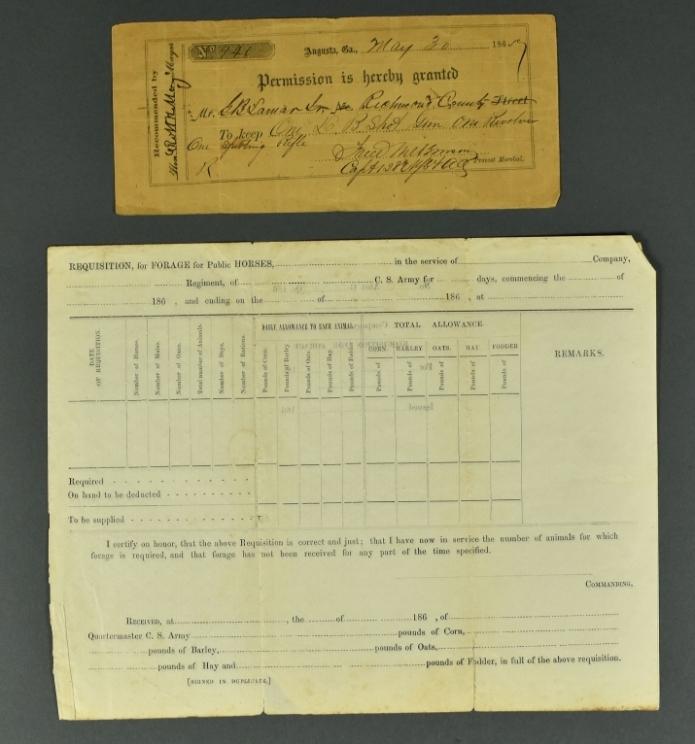 Recommended by
Hon. R H May Mayor
No. 946
Augusta, Ga., May 30 1865
Permission is hereby granted
Mr. G B Lamar Jr. Richmond County Street
To keep One D. B. Shot Gun One Revolver
One Rifle
Provost Marshal.
REQUISITION, for FORAGE for Public HORSES, in the service of Company,
Regiment, of C. S. Army for days, commencing the of
186 , and ending on the of 186 , at
DAILY ALLOWANCE TO EACH ANIMAL. TOTAL ALLOWANCE.
CORN. BARLEY OATS. HAY FODDER
DATE OF REQUISITION. Number of Horses. Number of Mules. Number of Oxen. Total number of Animals. Number of Days. Number of Rations. Pounds of Corn. Pounds of Barley Pounds of Oats. Pounds of Hay Pounds of Fodder Pounds of Pounds of Pounds of Pounds of Pounds of REMARKS.
Required
On hand to be deducted
To be supplied
I certify on honor, that the above Requisition is correct and just; that I have now in service the number of animals for which
forage is required, and that forage has not been received for any part of the time specified.
COMMANDING,
RECEIVED, at , the of 186 , of
Quartermaster C. S. Army pounds of Corn,
pounds of Barley, pounds of Oats,
pounds of Hay and pounds of Fodder, in full of the above requisition.
[SIGNED IN DUPLICATE.]